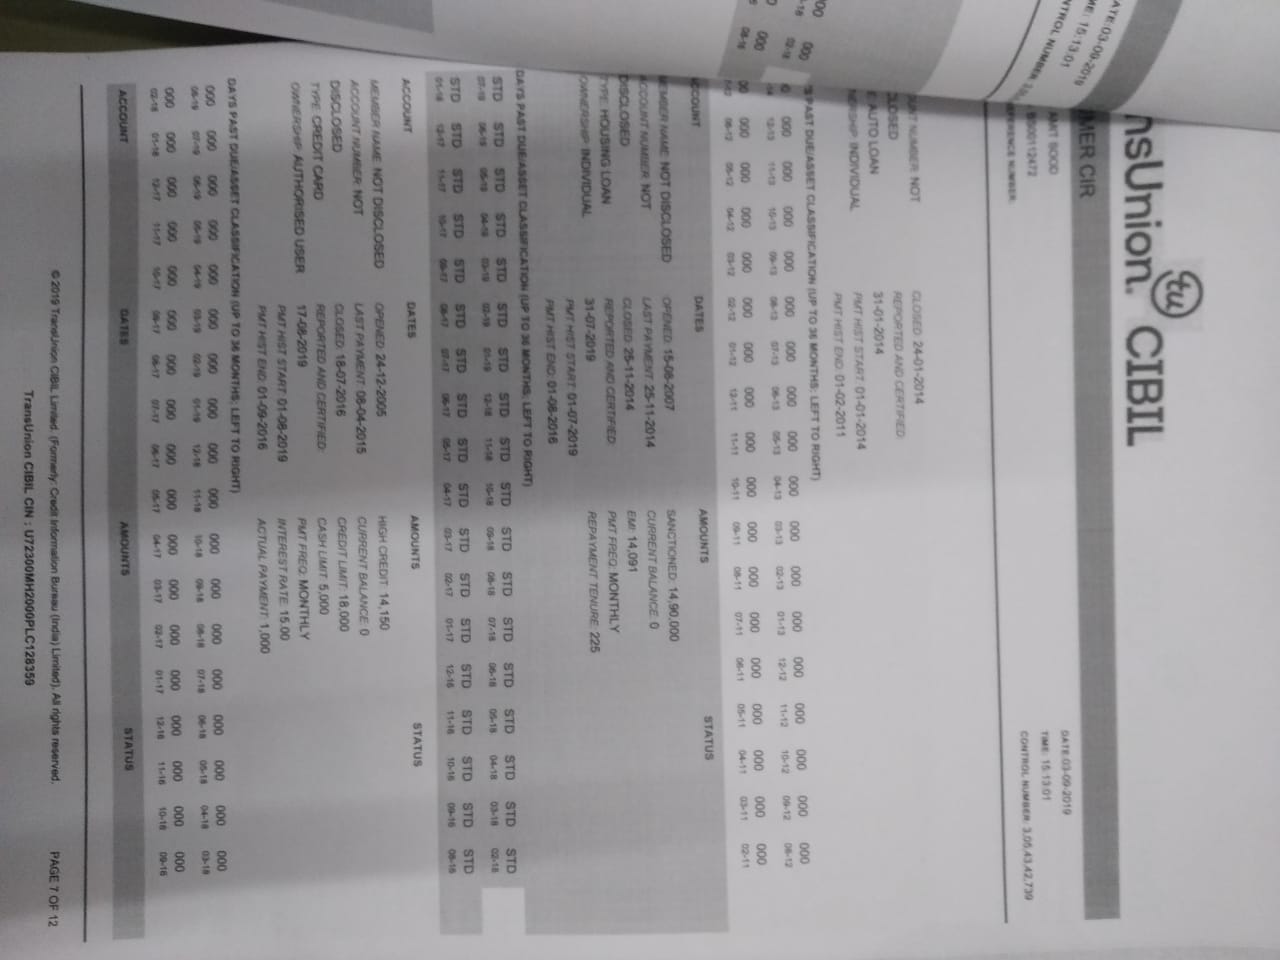 ATE:03-09-2019
ME: 15:13:01
NTROL NUMBER
nsUnion. CIBIL
tu
MER CIR
AMIT SOOD
DATE:03-09-2019
TIME: 15:13:01
CONTROL NUMBER: 3,05,43,42,739
NUMBER: NOT
CLOSED: 24-01-2014
LOSED
REPORTED AND CERTIFIED:
E: AUTO LOAN
31-01-2014
NERSHIP: INDIVIDUAL
PMT HIST START: 01-01-2014
PMT HIST END: 01-02-2011
PAST DUE/ASSET CLASSIFICATION (UP TO 36 MONTHS; LEFT TO RIGHT)
000 000 000 000 000 000 000 000 000 000 000 000 000 000 000 000 000
12-13 11-13 10-13 09-13 08-13 07-13 06-13 05-13 04-13 03-13 02-13 01-13 12-12 11-12 10-12 09-12 08-12
000 000 000 000 000 000 000 000 000 000 000 000 000 000 000 000 000
06-12 05-12 04-12 03-12 02-12 01-12 12-11 11-11 10-11 09-11 08-11 07-11 06-11 05-11 04-11 03-11 02-11
ACCOUNT DATES AMOUNTS STATUS
MEMBER NAME: NOT DISCLOSED OPENED: 15-06-2007 SANCTIONED: 14,90,000
ACCOUNT NUMBER: NOT LAST PAYMENT: 25-11-2014 CURRENT BALANCE: 0
DISCLOSED CLOSED: 25-11-2014 EMI: 14,091
TYPE: HOUSING LOAN REPORTED AND CERTIFIED: PMT FREQ: MONTHLY
OWNERSHIP: INDIVIDUAL 31-07-2019 REPAYMENT TENURE: 225
PMT HIST START: 01-07-2019
PMT HIST END: 01-08-2016
DAYS PAST DUE/ASSET CLASSIFICATION (UP TO 36 MONTHS; LEFT TO RIGHT)
STD STD STD STD STD STD STD STD STD STD STD STD STD STD STD STD STD STD
07-19 06-19 05-19 04-19 03-19 02-19 01-19 12-18 11-18 10-18 09-18 08-18 07-18 06-18 05-18 04-18 03-18 02-18
STD STD STD STD STD STD STD STD STD STD STD STD STD STD STD STD STD STD
01-18 12-17 11-17 10-17 09-17 08-17 07-17 06-17 05-17 04-17 03-17 02-17 01-17 12-16 11-16 10-16 09-16 08-16
ACCOUNT DATES AMOUNTS STATUS
MEMBER NAME: NOT DISCLOSED OPENED: 24-12-2005 HIGH CREDIT: 14,150
ACCOUNT NUMBER: NOT LAST PAYMENT: 08-04-2015 CURRENT BALANCE: 0
DISCLOSED CLOSED: 18-07-2016 CREDIT LIMIT: 18,000
TYPE: CREDIT CARD REPORTED AND CERTIFIED: CASH LIMIT: 5,000
OWNERSHIP: AUTHORISED USER 17-08-2019 PMT FREQ: MONTHLY
PMT HIST START: 01-08-2019 INTEREST RATE: 15.00
PMT HIST END: 01-09-2016 ACTUAL PAYMENT: 1,000
DAYS PAST DUE/ASSET CLASSIFICATION (UP TO 36 MONTHS; LEFT TO RIGHT)
000 000 000 000 000 000 000 000 000 000 000 000 000 000 000 000 000 000
08-19 07-19 06-19 05-19 04-19 03-19 02-19 01-19 12-18 11-18 10-18 09-18 08-18 07-18 06-18 05-18 04-18 03-18
000 000 000 000 000 000 000 000 000 000 000 000 000 000 000 000 000 000
02-18 01-18 12-17 11-17 10-17 09-17 08-17 07-17 06-17 05-17 04-17 03-17 02-17 01-17 12-16 11-16 10-16 09-16
ACCOUNT DATES AMOUNTS STATUS
©2019 TransUnion CIBIL Limited. (Formerly: Credit Information Bureau (India) Limited). All rights reserved. PAGE 7 OF 12
TransUnion CIBIL CIN : U72300MH2000PLC128359